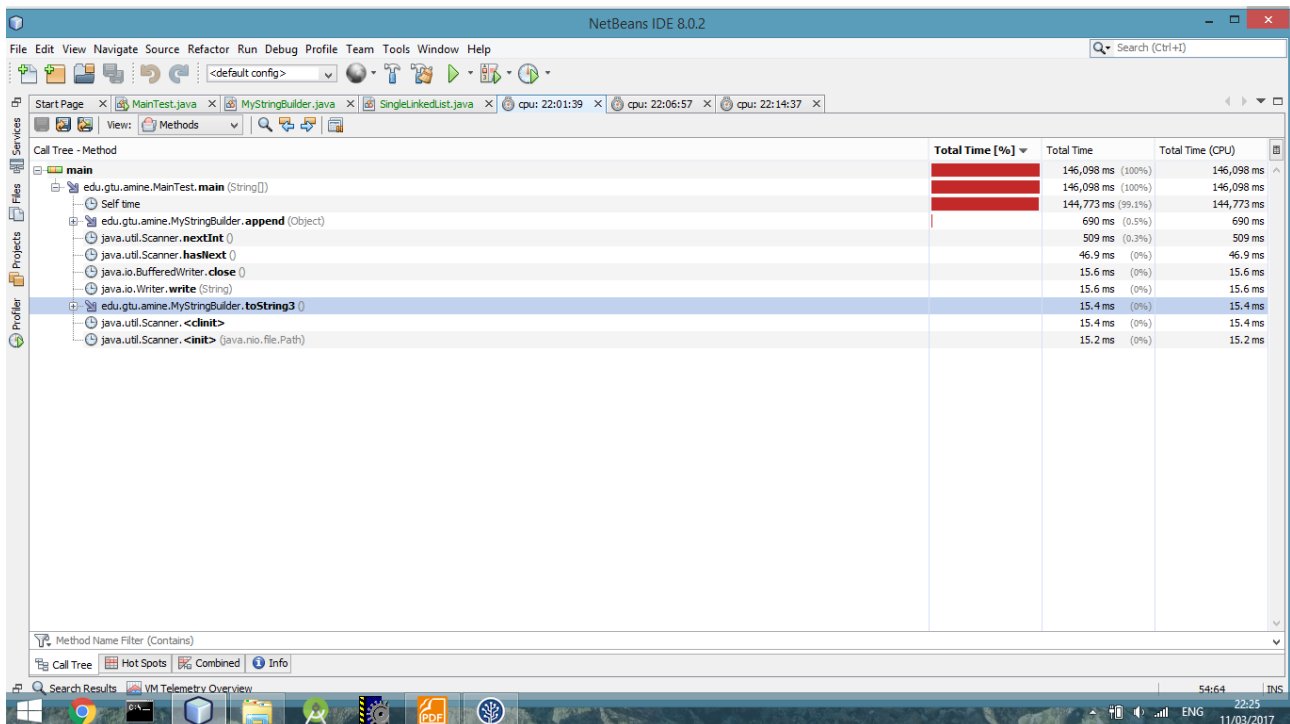 NetBeans IDE 8.0.2
File Edit View Navigate Source Refactor Run Debug Profile Team Tools Window Help
Search (Ctrl+I)
<default config>
Start Page MainTest.java MyStringBuilder.java SingleLinkedList.java cpu: 22:01:39 cpu: 22:06:57 cpu: 22:14:37
View: Methods
Services
Files
Projects
Profiler
Call Tree - Method Total Time [%] Total Time Total Time (CPU)
main 146,098 ms (100%) 146,098 ms
edu.gtu.amine.MainTest.main (String[]) 146,098 ms (100%) 146,098 ms
Self time 144,773 ms (99.1%) 144,773 ms
edu.gtu.amine.MyStringBuilder.append (Object) 690 ms (0.5%) 690 ms
java.util.Scanner.nextInt () 509 ms (0.3%) 509 ms
java.util.Scanner.hasNext () 46.9 ms (0%) 46.9 ms
java.io.BufferedWriter.close () 15.6 ms (0%) 15.6 ms
java.io.Writer.write (String) 15.6 ms (0%) 15.6 ms
edu.gtu.amine.MyStringBuilder.toString3 () 15.4 ms (0%) 15.4 ms
java.util.Scanner.<clinit> 15.4 ms (0%) 15.4 ms
java.util.Scanner.<init> (java.nio.file.Path) 15.2 ms (0%) 15.2 ms
Method Name Filter (Contains)
Call Tree Hot Spots Combined Info
Search Results VM Telemetry Overview
54:64 INS
PDF
ENG
22:25
11/03/2017